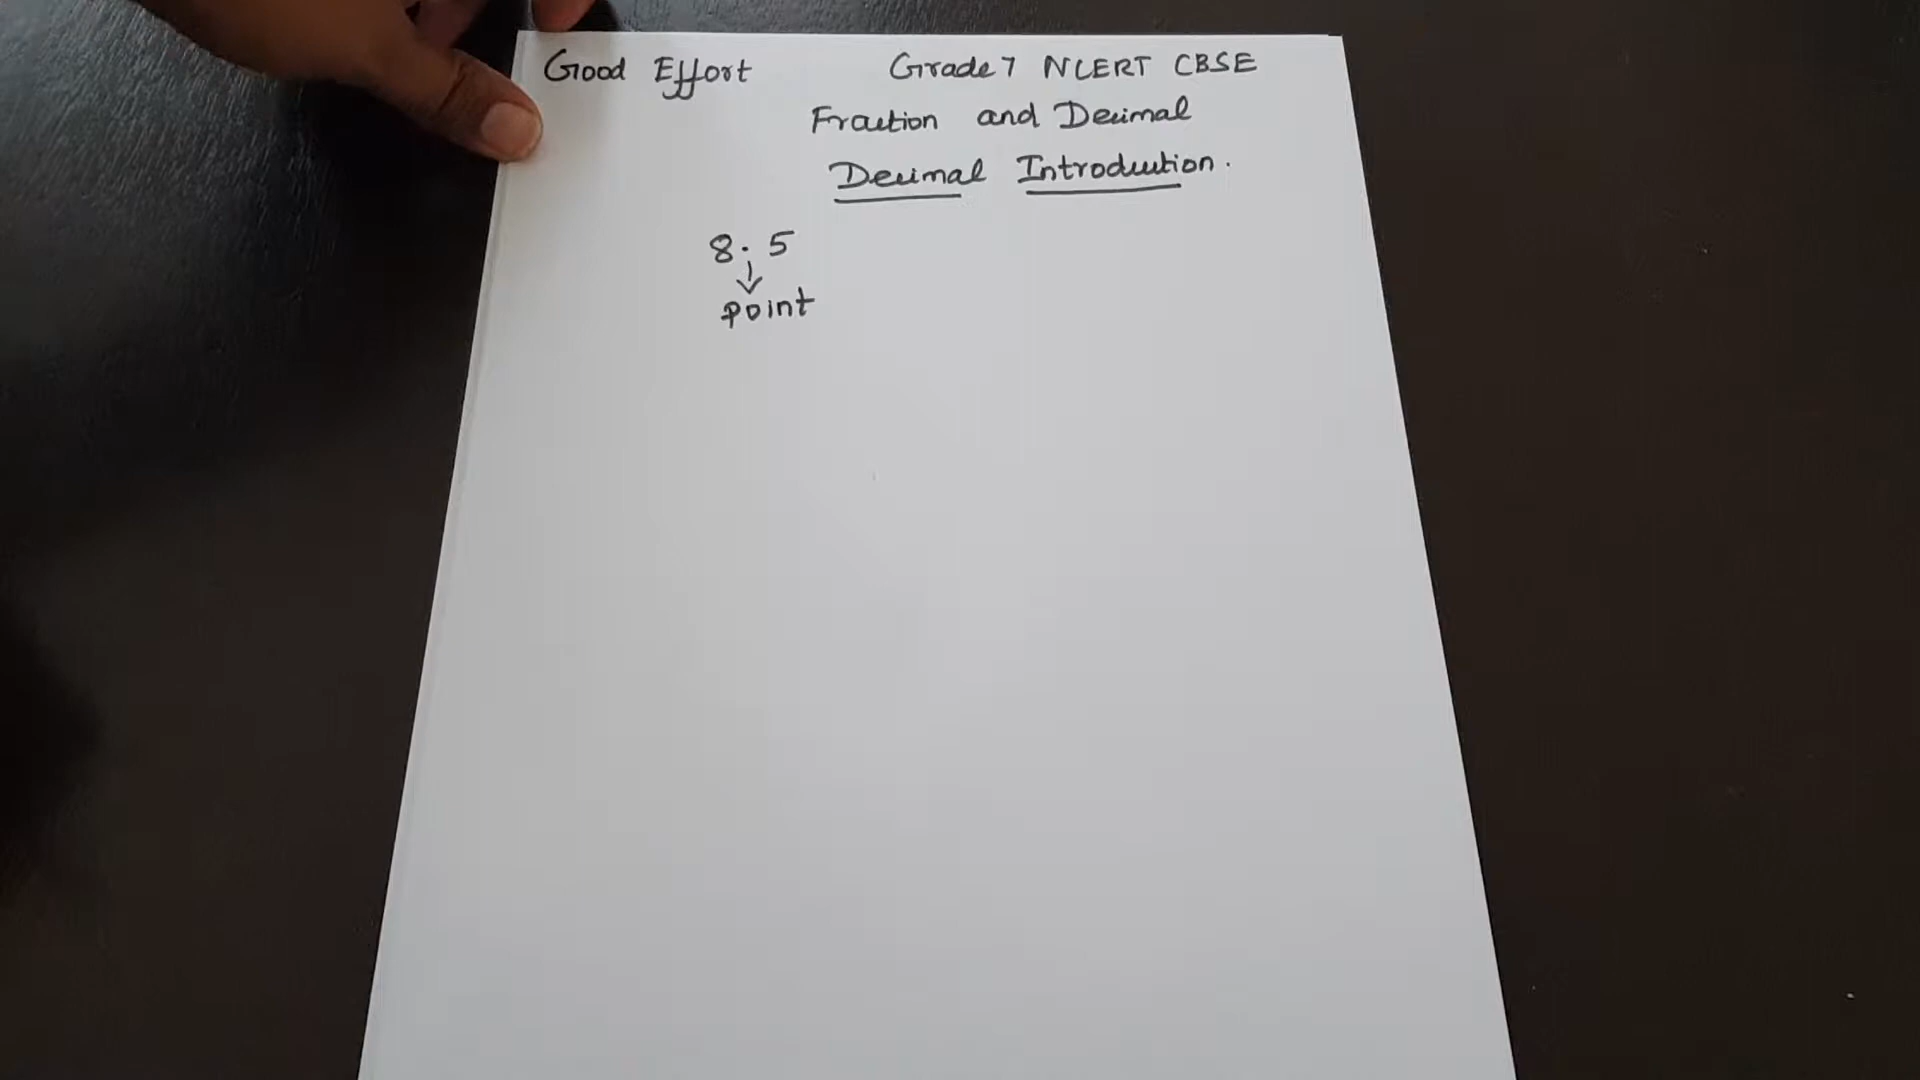 Good Effort Grade 7 NCERT CBSE
Fraction and Decimal
Decimal Introduction.
8.5
↓
point